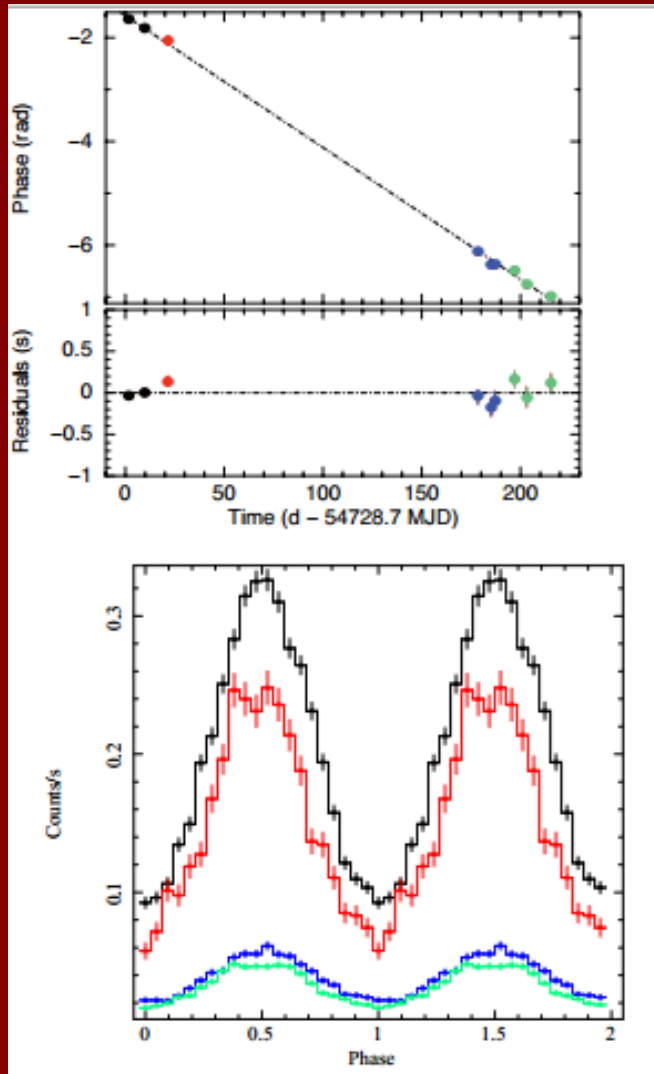 −2
−4
−6
Phase (rad)
1
0.5
0
−0.5
−1
Residuals (s)
0 50 100 150 200
Time (d − 54728.7 MJD)
0.3
0.2
0.1
Counts/s
0 0.5 1 1.5 2
Phase